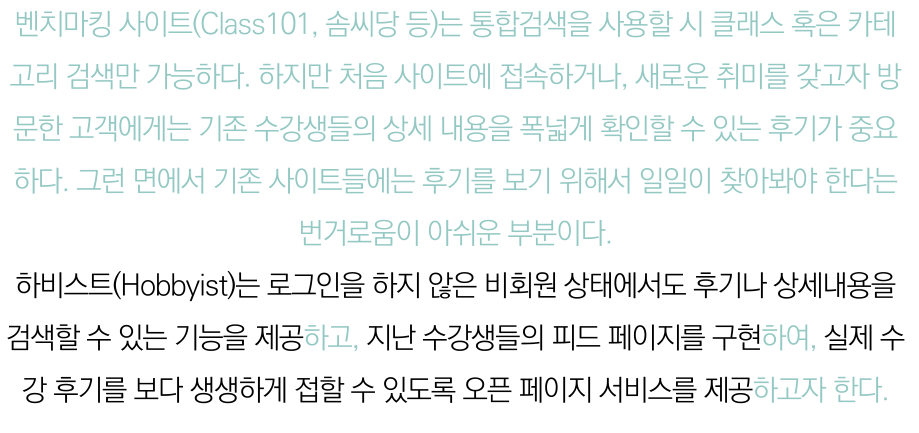 벤치마킹 사이트(Class101, 솜씨당 등)는 통합검색을 사용할 시 클래스 혹은 카테
고리 검색만 가능하다. 하지만 처음 사이트에 접속하거나, 새로운 취미를 갖고자 방
문한 고객에게는 기존 수강생들의 상세 내용을 폭넓게 확인할 수 있는 후기가 중요
하다. 그런 면에서 기존 사이트들에는 후기를 보기 위해서 일일이 찾아봐야 한다는
번거로움이 아쉬운 부분이다.
하비스트(Hobbyist)는 로그인을 하지 않은 비회원 상태에서도 후기나 상세내용을
검색할 수 있는 기능을 제공하고, 지난 수강생들의 피드 페이지를 구현하여, 실제 수
강 후기를 보다 생생하게 접할 수 있도록 오픈 페이지 서비스를 제공하고자 한다.